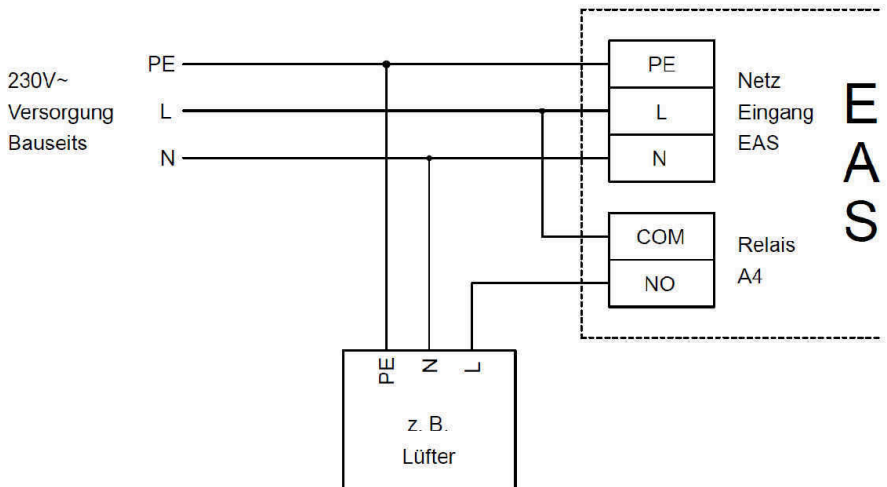 230V~
Versorgung
Bauseits
PE
L
N
PE
L
N
Netz
Eingang
EAS
COM
NO
Relais
A4
E
A
S
PE
N
L
z. B.
Lüfter